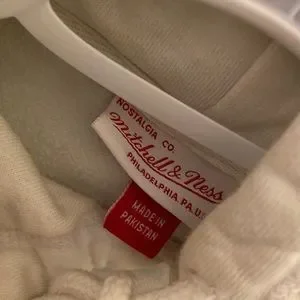 NOSTALGIA CO.
Mitchell & Ness
PHILADELPHIA, PA. U.S.
MADE IN
PAKISTAN